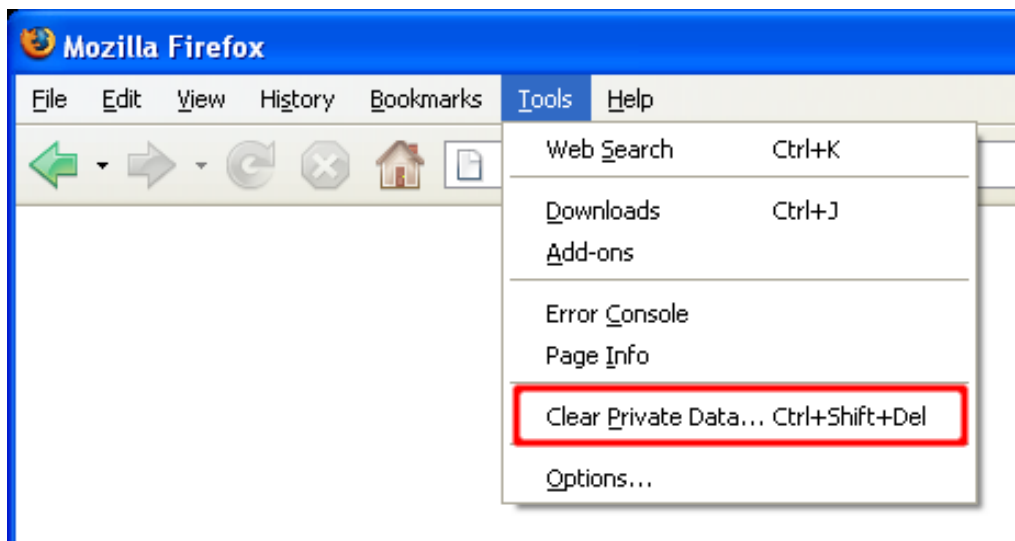 Mozilla Firefox
File Edit View History Bookmarks Tools Help
Web Search Ctrl+K
Downloads Ctrl+J
Add-ons
Error Console
Page Info
Clear Private Data... Ctrl+Shift+Del
Options...